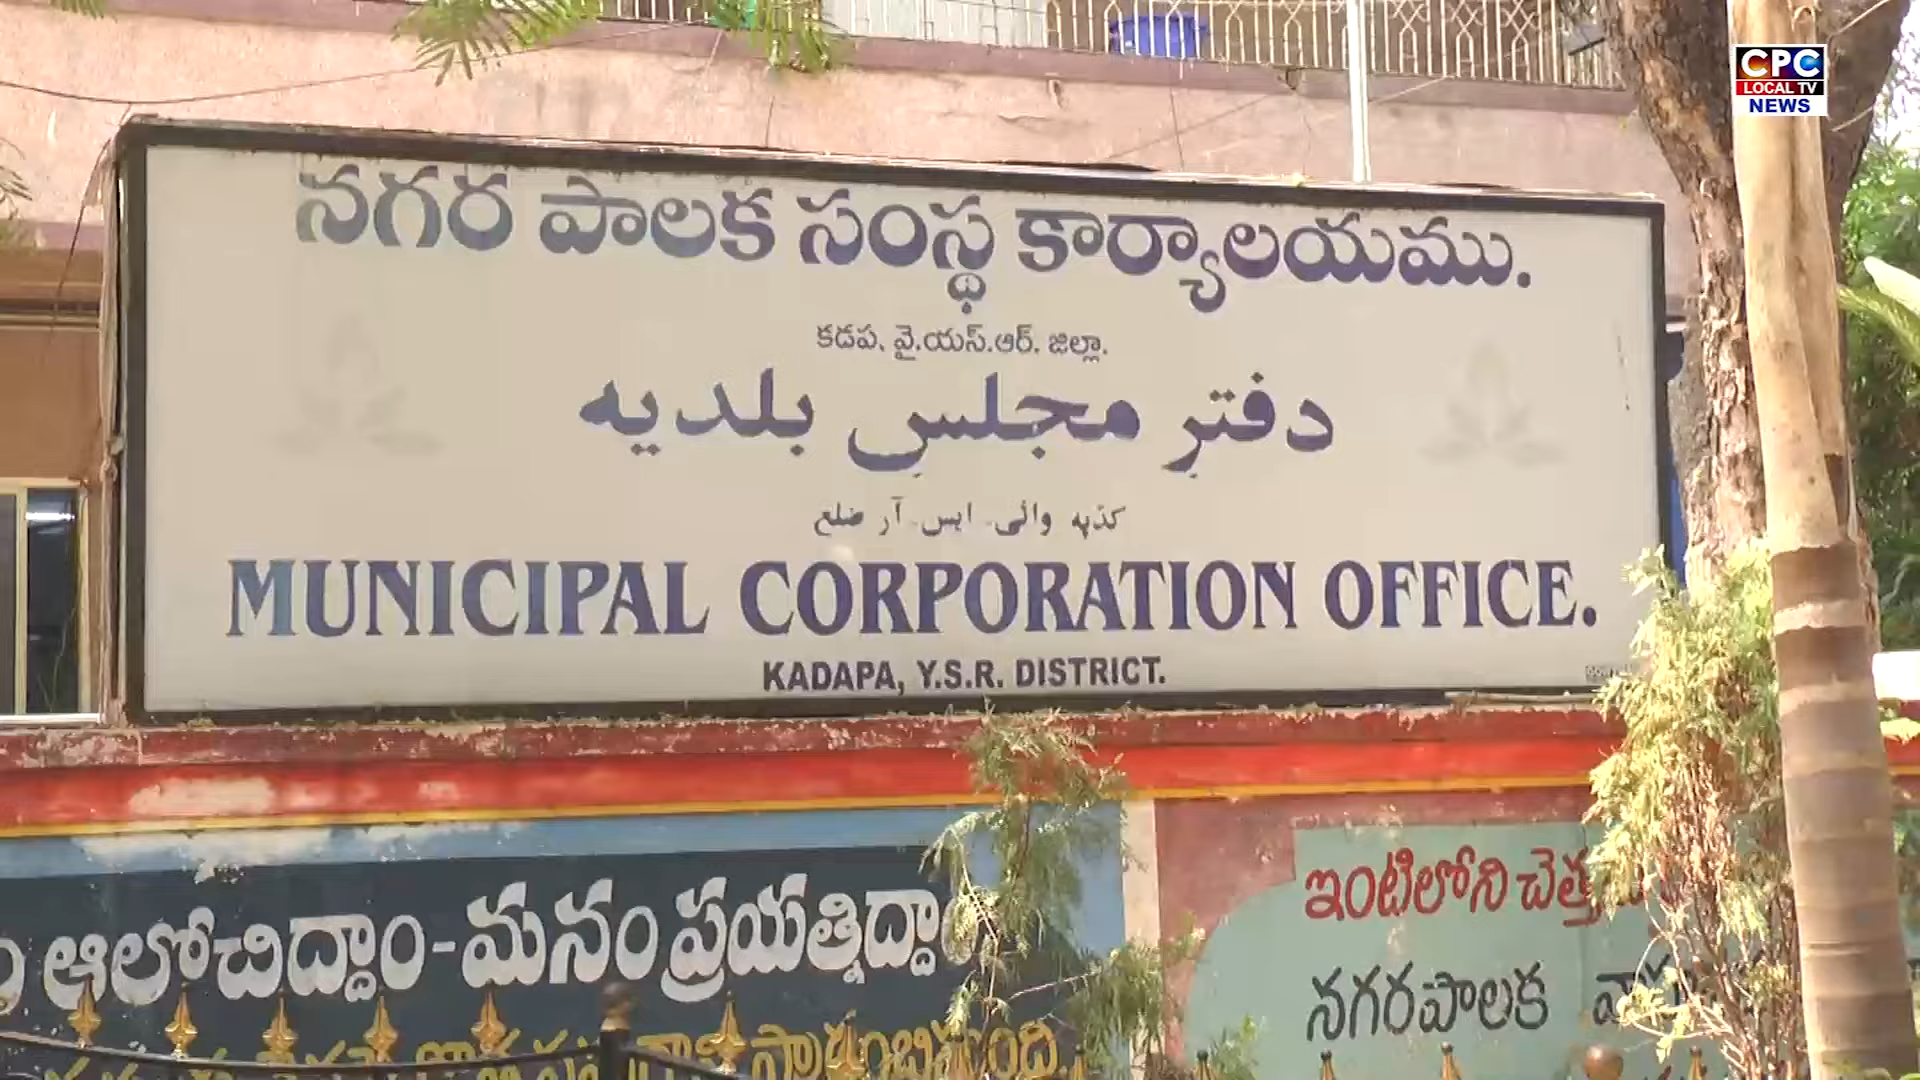 CPC
LOCAL TV
NEWS
నగర పాలక సంస్థ కార్యాలయము.
కడప, వై.యస్.ఆర్. జిల్లా.
دفترِ مجلسِ بلدیہ
کڈپہ وائی۔ ایس۔ آر ضلع
MUNICIPAL CORPORATION OFFICE.
KADAPA, Y.S.R. DISTRICT.
ఆలోచిద్దాం-మనం ప్రయత్నిద్దాం
ఇంటిలోని
నగరపాలక